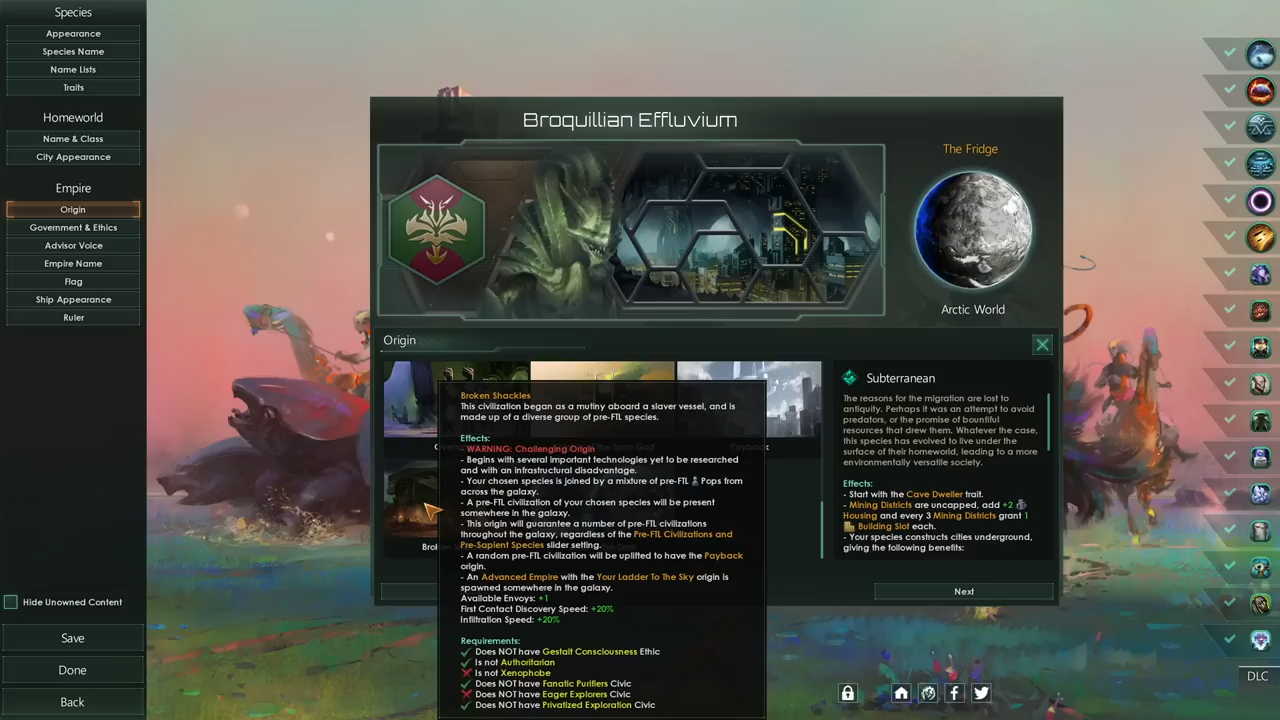 Species
Appearance
Species Name
Name Lists
Traits
Homeworld
Name & Class
City Appearance
Empire
Origin
Government & Ethics
Advisor Voice
Empire Name
Flag
Ship Appearance
Ruler
Hide Unowned Content
Save
Done
Back
Broquillian Effluvium
The Fridge
Arctic World
Origin
Payback
Broken Shackles
This civilization began as a mutiny aboard a slaver vessel, and is
made up of a diverse group of pre-FTL species.
Effects:
- WARNING: Challenging Origin
- Begins with several important technologies yet to be researched
and with an infrastructural disadvantage.
- Your chosen species is joined by a mixture of pre-FTL Pops from
across the galaxy.
- A pre-FTL civilization of your chosen species will be present
somewhere in the galaxy.
- This origin will guarantee a number of pre-FTL civilizations
throughout the galaxy, regardless of the Pre-FTL Civilizations and
Pre-Sapient Species slider setting.
- A random pre-FTL civilization will be uplifted to have the Payback
origin.
- An Advanced Empire with the Your Ladder To The Sky origin is
spawned somewhere in the galaxy.
Available Envoys: +1
First Contact Discovery Speed: +20%
Infiltration Speed: +20%
Requirements:
Does NOT have Gestalt Consciousness Ethic
Is not Authoritarian
Is not Xenophobe
Does NOT have Fanatic Purifiers Civic
Does NOT have Eager Explorers Civic
Does NOT have Privatized Exploration Civic
Subterranean
The reasons for the migration are lost to
antiquity. Perhaps it was an attempt to avoid
predators, or the promise of bountiful
resources that drew them. Whatever the case,
this species has evolved to live under the
surface of their homeworld, leading to a more
environmentally versatile society.
Effects:
- Start with the Cave Dweller trait.
- Mining Districts are uncapped, add +2
Housing and every 3 Mining Districts grant 1
Building Slot each.
- Your species constructs cities underground,
giving the following benefits:
Next
DLC